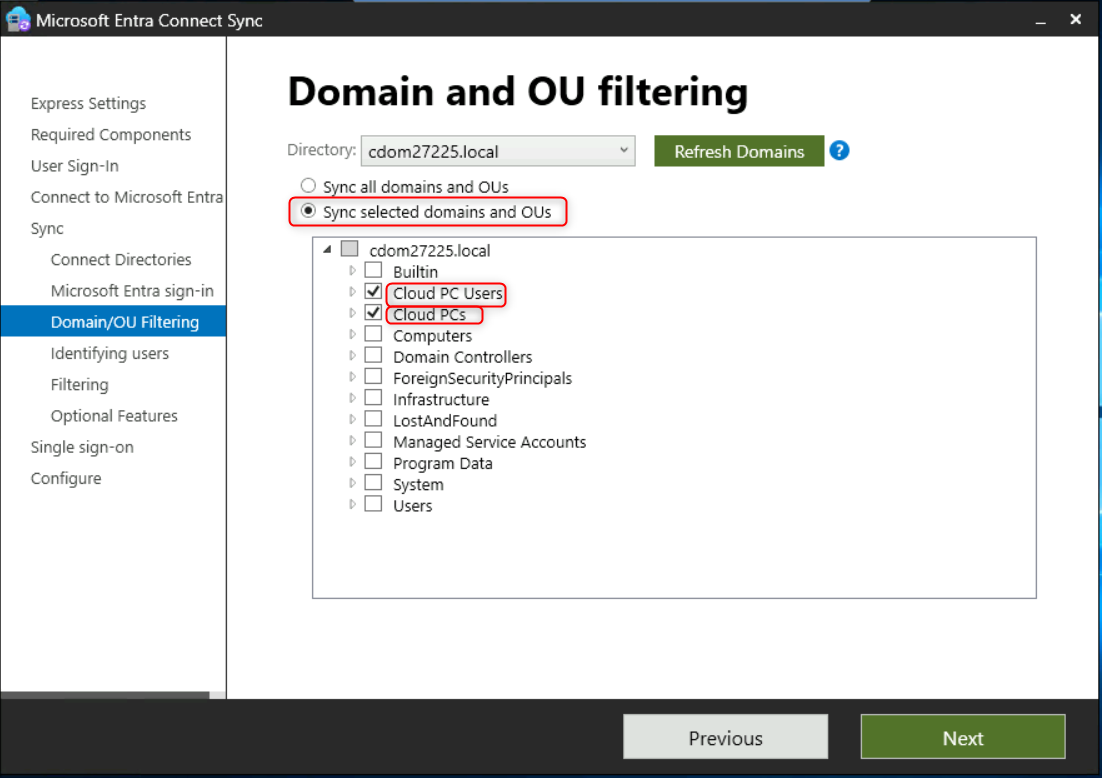 Microsoft Entra Connect Sync
Express Settings
Required Components
User Sign-In
Connect to Microsoft Entra
Sync
Connect Directories
Microsoft Entra sign-in
Domain/OU Filtering
Identifying users
Filtering
Optional Features
Single sign-on
Configure
Domain and OU filtering
Directory: cdom27225.local Refresh Domains ?
Sync all domains and OUs
Sync selected domains and OUs
cdom27225.local
Builtin
Cloud PC Users
Cloud PCs
Computers
Domain Controllers
ForeignSecurityPrincipals
Infrastructure
LostAndFound
Managed Service Accounts
Program Data
System
Users
Previous Next